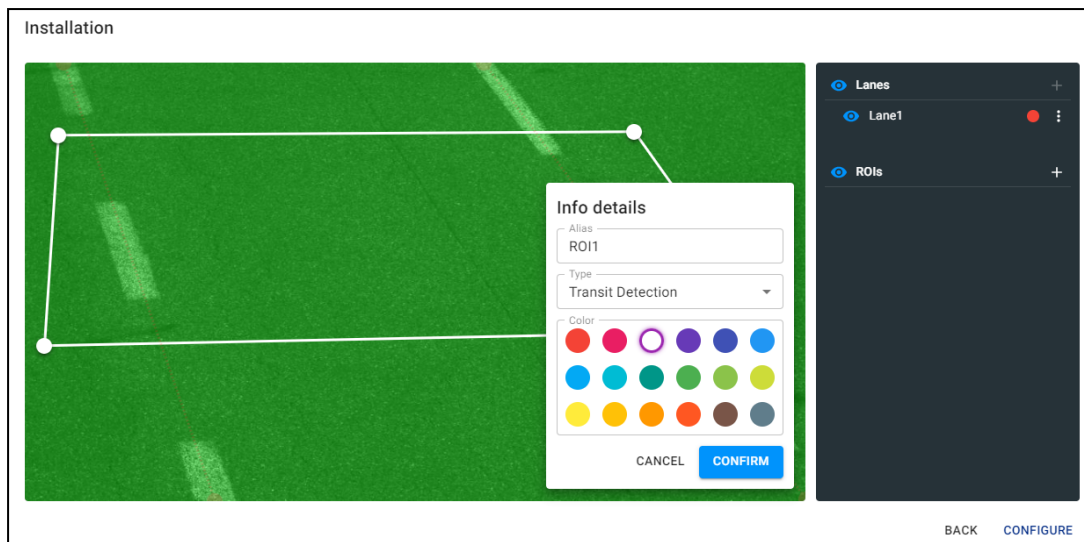 Installation
Lanes
Lane1
ROIs
Info details
Alias
ROI1
Type
Transit Detection
Color
CANCEL CONFIRM
BACK CONFIGURE